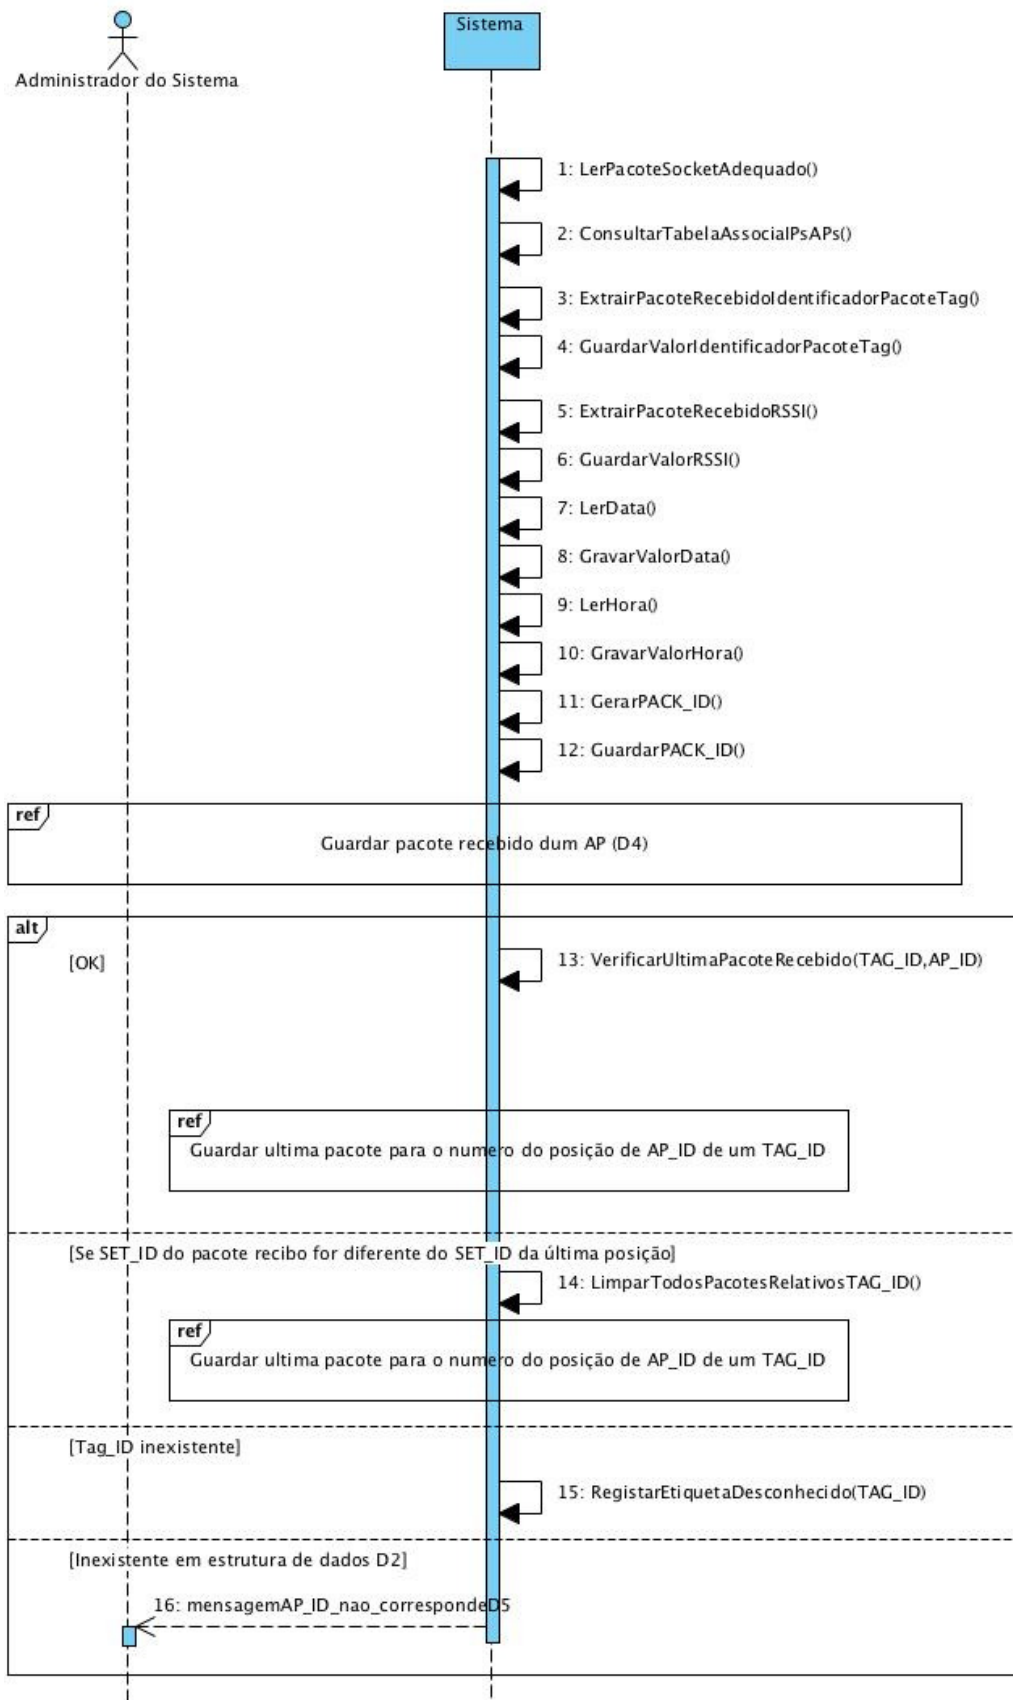 Sistema
Administrador do Sistema
1: LerPacoteSocketAdequado()
2: ConsultarTabelaAssociaIPsAPs()
3: ExtrairPacoteRecebidoIdentificadorPacoteTag()
4: GuardarValorIdentificadorPacoteTag()
5: ExtrairPacoteRecebidoRSSI()
6: GuardarValorRSSI()
7: LerData()
8: GravarValorData()
9: LerHora()
10: GravarValorHora()
11: GerarPACK_ID()
12: GuardarPACK_ID()
ref
Guardar pacote recebido dum AP (D4)
alt
[OK]
13: VerificarUltimaPacoteRecebido(TAG_ID,AP_ID)
ref
Guardar ultima pacote para o numero do posição de AP_ID de um TAG_ID
[Se SET_ID do pacote recibo for diferente do SET_ID da última posição]
14: LimparTodosPacotesRelativosTAG_ID()
ref
Guardar ultima pacote para o numero do posição de AP_ID de um TAG_ID
[Tag_ID inexistente]
15: RegistarEtiquetaDesconhecido(TAG_ID)
[Inexistente em estrutura de dados D2]
16: mensagemAP_ID_nao_correspondeD5